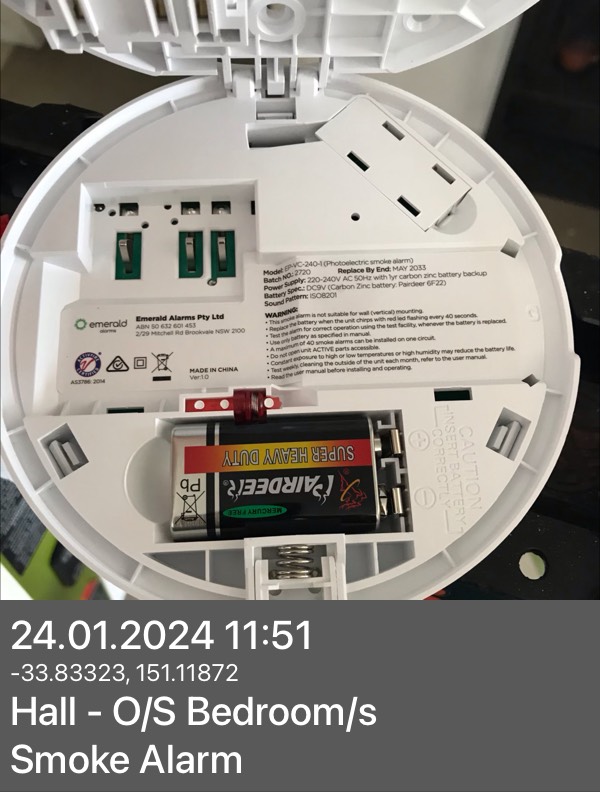 Model: EP-VC-240-1 (Photoelectric smoke alarm)
Batch NO.: 2720 Replace By End: MAY 2033
Power Supply: 220-240V AC 50Hz with 1yr carbon zinc battery backup
Battery Spec.: DC9V (Carbon Zinc battery: Pairdeer 6F22)
Sound Pattern: ISO8201
WARNING:
• This smoke alarm is not suitable for wall (vertical) mounting.
• Replace the battery when the unit chirps with red led flashing every 40 seconds.
• Test the alarm for correct operation using the test facility, whenever the battery is replaced.
• Use only battery as specified in manual.
• A maximum of 40 smoke alarms can be installed on one circuit.
• Do not open unit ACTIVE parts accessible.
• Constant exposure to high or low temperatures or high humidity may reduce the battery life.
• Test weekly. Cleaning the outside of the unit each month, refer to the user manual.
• Read the user manual before installing and operating.
emerald
alarms
Emerald Alarms Pty Ltd
ABN 50 632 601 453
2/29 Mitchell Rd Brookvale NSW 2100
AS3786: 2014
MADE IN CHINA
Ver:1.0
SUPER HEAVY DUTY
PAIRDEER
MERCURY FREE
Pb
CAUTION
INSERT BATTERY
CORRECTLY
24.01.2024 11:51
-33.83323, 151.11872
Hall - O/S Bedroom/s
Smoke Alarm